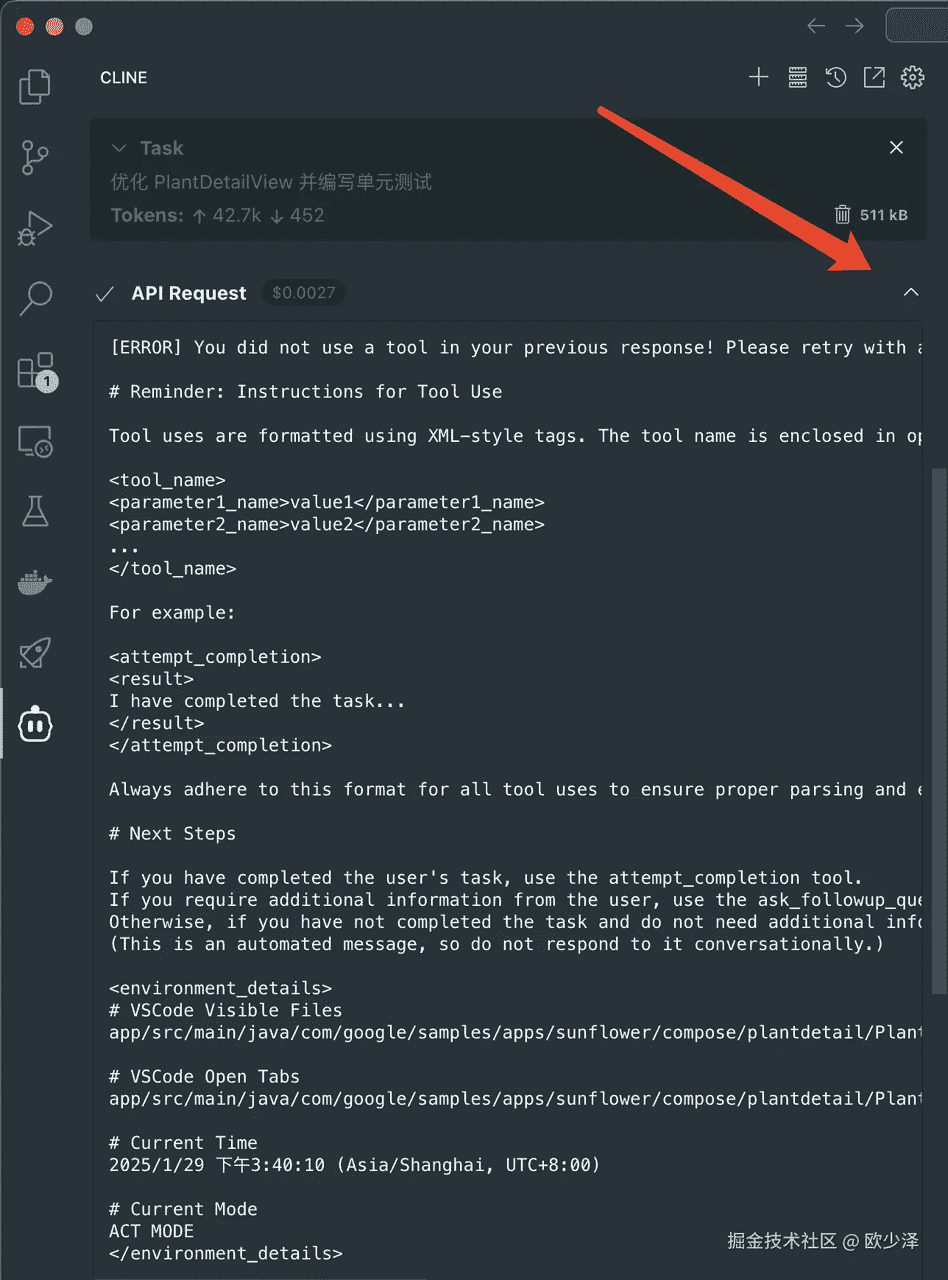 CLINE
Task
优化 PlantDetailView 并编写单元测试
Tokens: ↑ 42.7k ↓ 452
511 kB
API Request $0.0027
[ERROR] You did not use a tool in your previous response! Please retry with
# Reminder: Instructions for Tool Use
Tool uses are formatted using XML-style tags. The tool name is enclosed in
<tool_name>
<parameter1_name>value1</parameter1_name>
<parameter2_name>value2</parameter2_name>
...
</tool_name>
For example:
<attempt_completion>
<result>
I have completed the task...
</result>
</attempt_completion>
Always adhere to this format for all tool uses to ensure proper parsing and
# Next Steps
If you have completed the user's task, use the attempt_completion tool.
If you require additional information from the user, use the ask_followup_que
Otherwise, if you have not completed the task and do not need additional info
(This is an automated message, so do not respond to it conversationally.)
<environment_details>
# VSCode Visible Files
app/src/main/java/com/google/samples/apps/sunflower/compose/plantdetail/Plant
# VSCode Open Tabs
app/src/main/java/com/google/samples/apps/sunflower/compose/plantdetail/Plant
# Current Time
2025/1/29 下午3:40:10 (Asia/Shanghai, UTC+8:00)
# Current Mode
ACT MODE
</environment_details>
1
掘金技术社区 @ 欧少泽